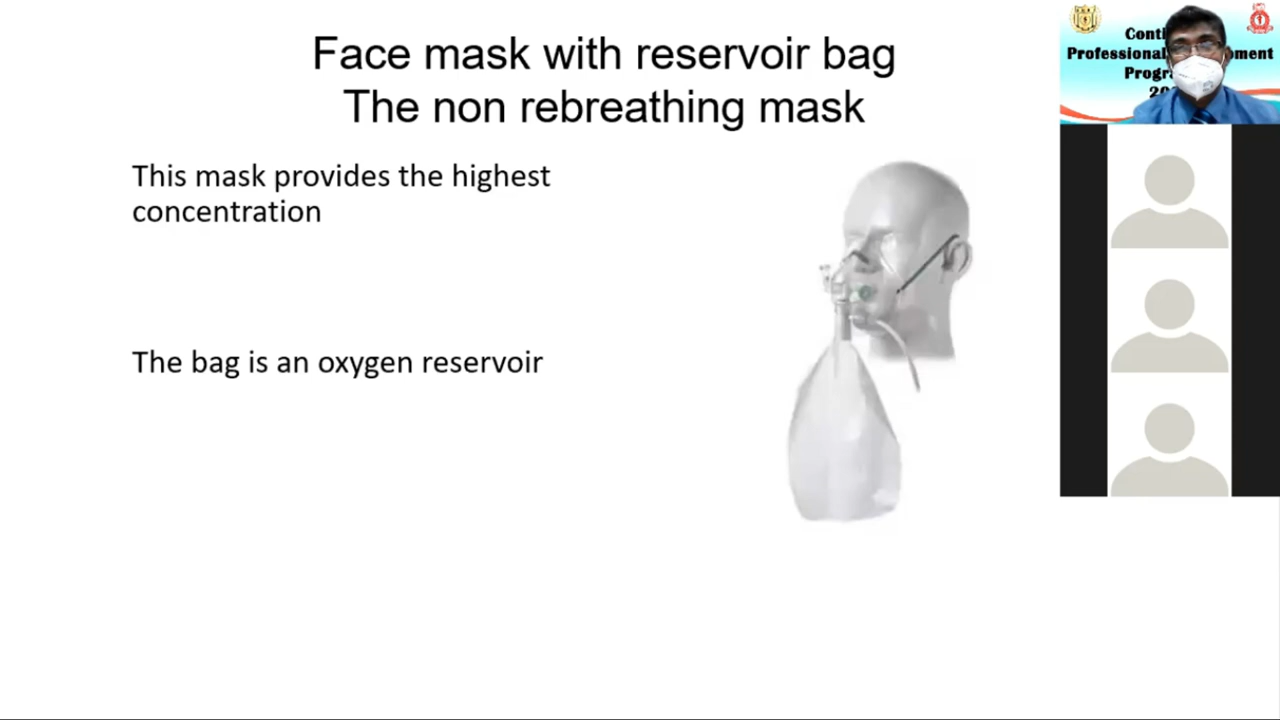 Face mask with reservoir bag
The non rebreathing mask
This mask provides the highest
concentration
The bag is an oxygen reservoir
Professional